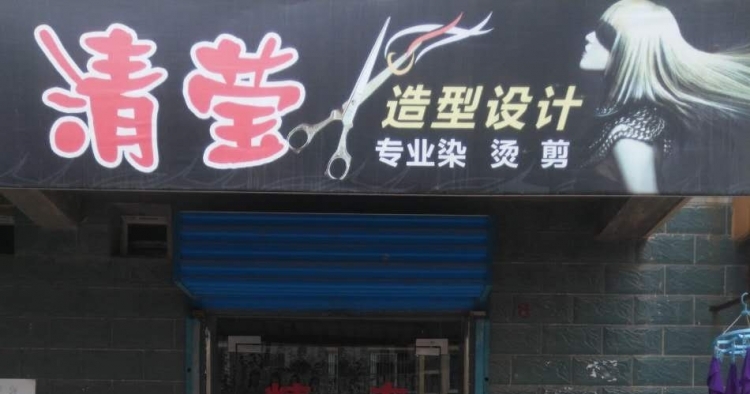 清莹
造型设计
专业染 烫 剪